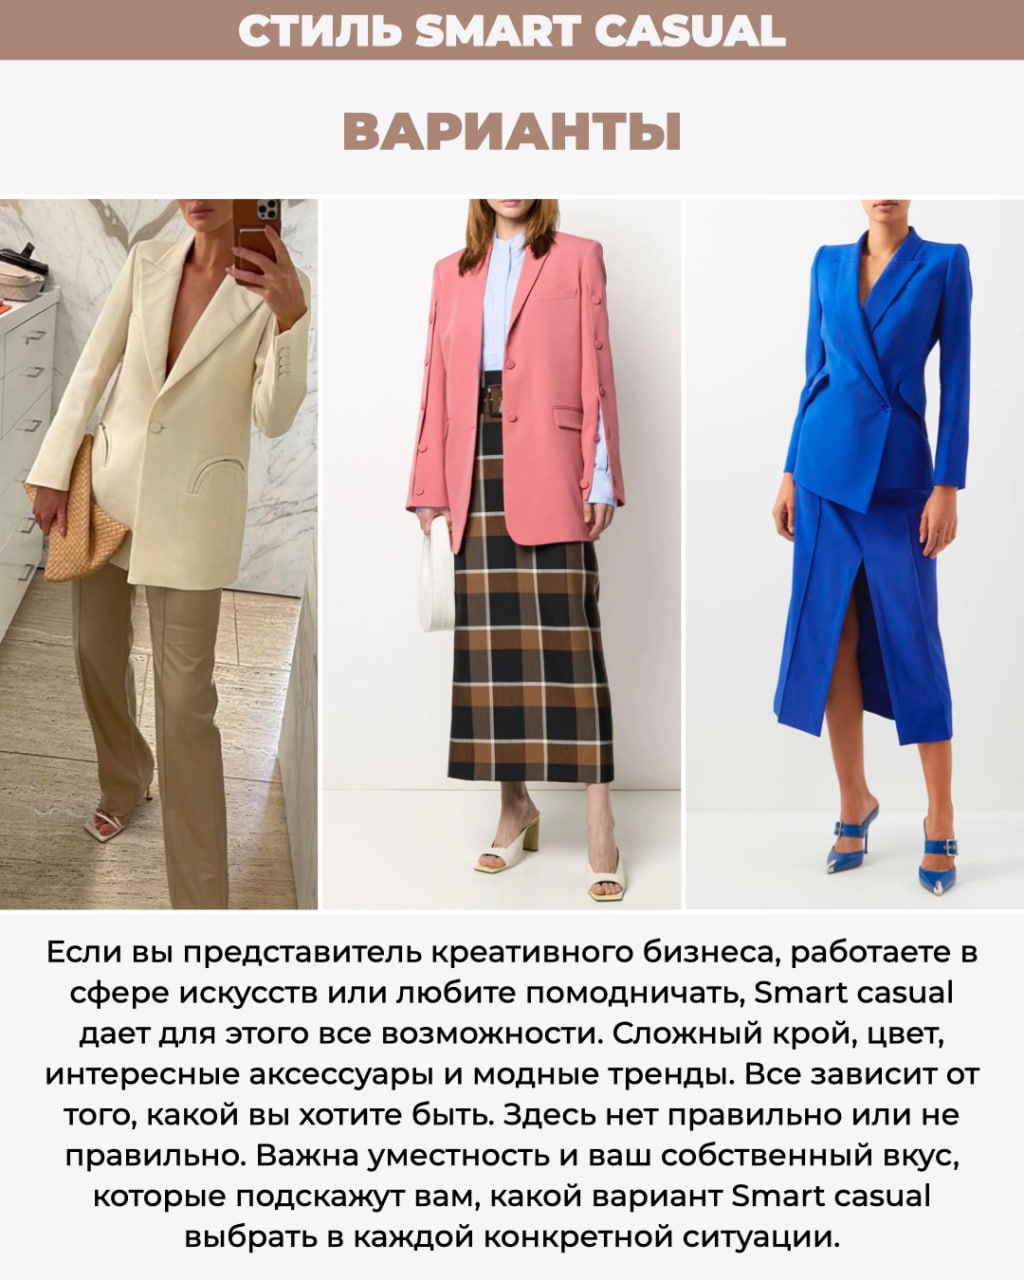 СТИЛЬ SMART CASUAL
ВАРИАНТЫ
Если вы представитель креативного бизнеса, работаете в
сфере искусств или любите помодничать, Smart casual
дает для этого все возможности. Сложный крой, цвет,
интересные аксессуары и модные тренды. Все зависит от
того, какой вы хотите быть. Здесь нет правильно или не
правильно. Важна уместность и ваш собственный вкус,
которые подскажут вам, какой вариант Smart casual
выбрать в каждой конкретной ситуации.